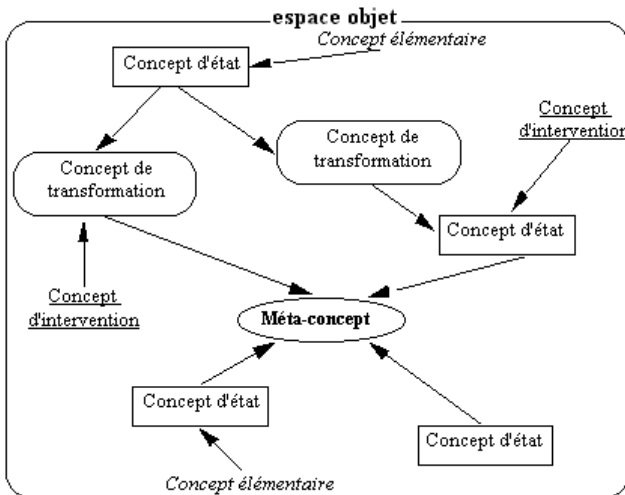 espace objet
Concept élémentaire
Concept d'état
Concept
d'intervention
Concept de
transformation
Concept de
transformation
Concept d'état
Concept
d'intervention
Méta-concept
Concept d'état
Concept d'état
Concept élémentaire